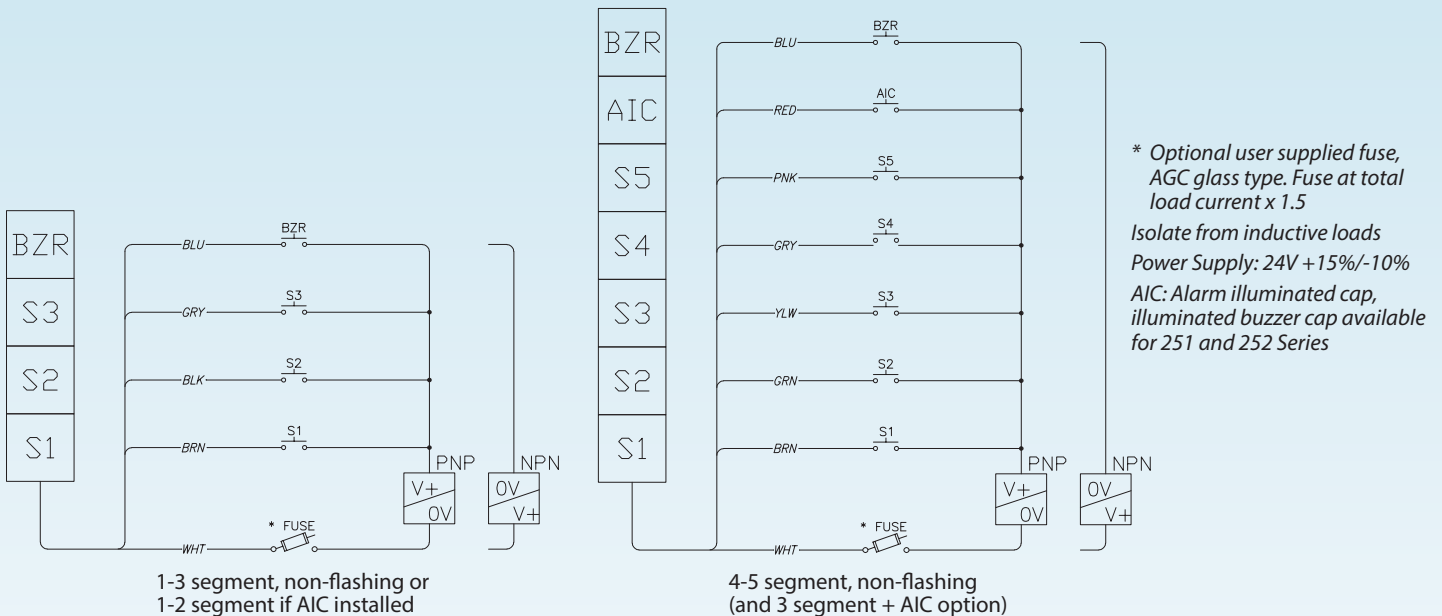 BZR
S3
S2
S1
BLU
BZR
GRY
S3
BLK
S2
BRN
S1
PNP
V+
0V
NPN
0V
V+
* FUSE
WHT
1-3 segment, non-flashing or
1-2 segment if AIC installed
BZR
AIC
S5
S4
S3
S2
S1
BLU
BZR
RED
AIC
PNK
S5
GRY
S4
YLW
S3
GRN
S2
BRN
S1
PNP
V+
0V
NPN
0V
V+
* FUSE
WHT
4-5 segment, non-flashing
(and 3 segment + AIC option)
* Optional user supplied fuse,
AGC glass type. Fuse at total
load current x 1.5
Isolate from inductive loads
Power Supply: 24V +15%/-10%
AIC: Alarm illuminated cap,
illuminated buzzer cap available
for 251 and 252 Series